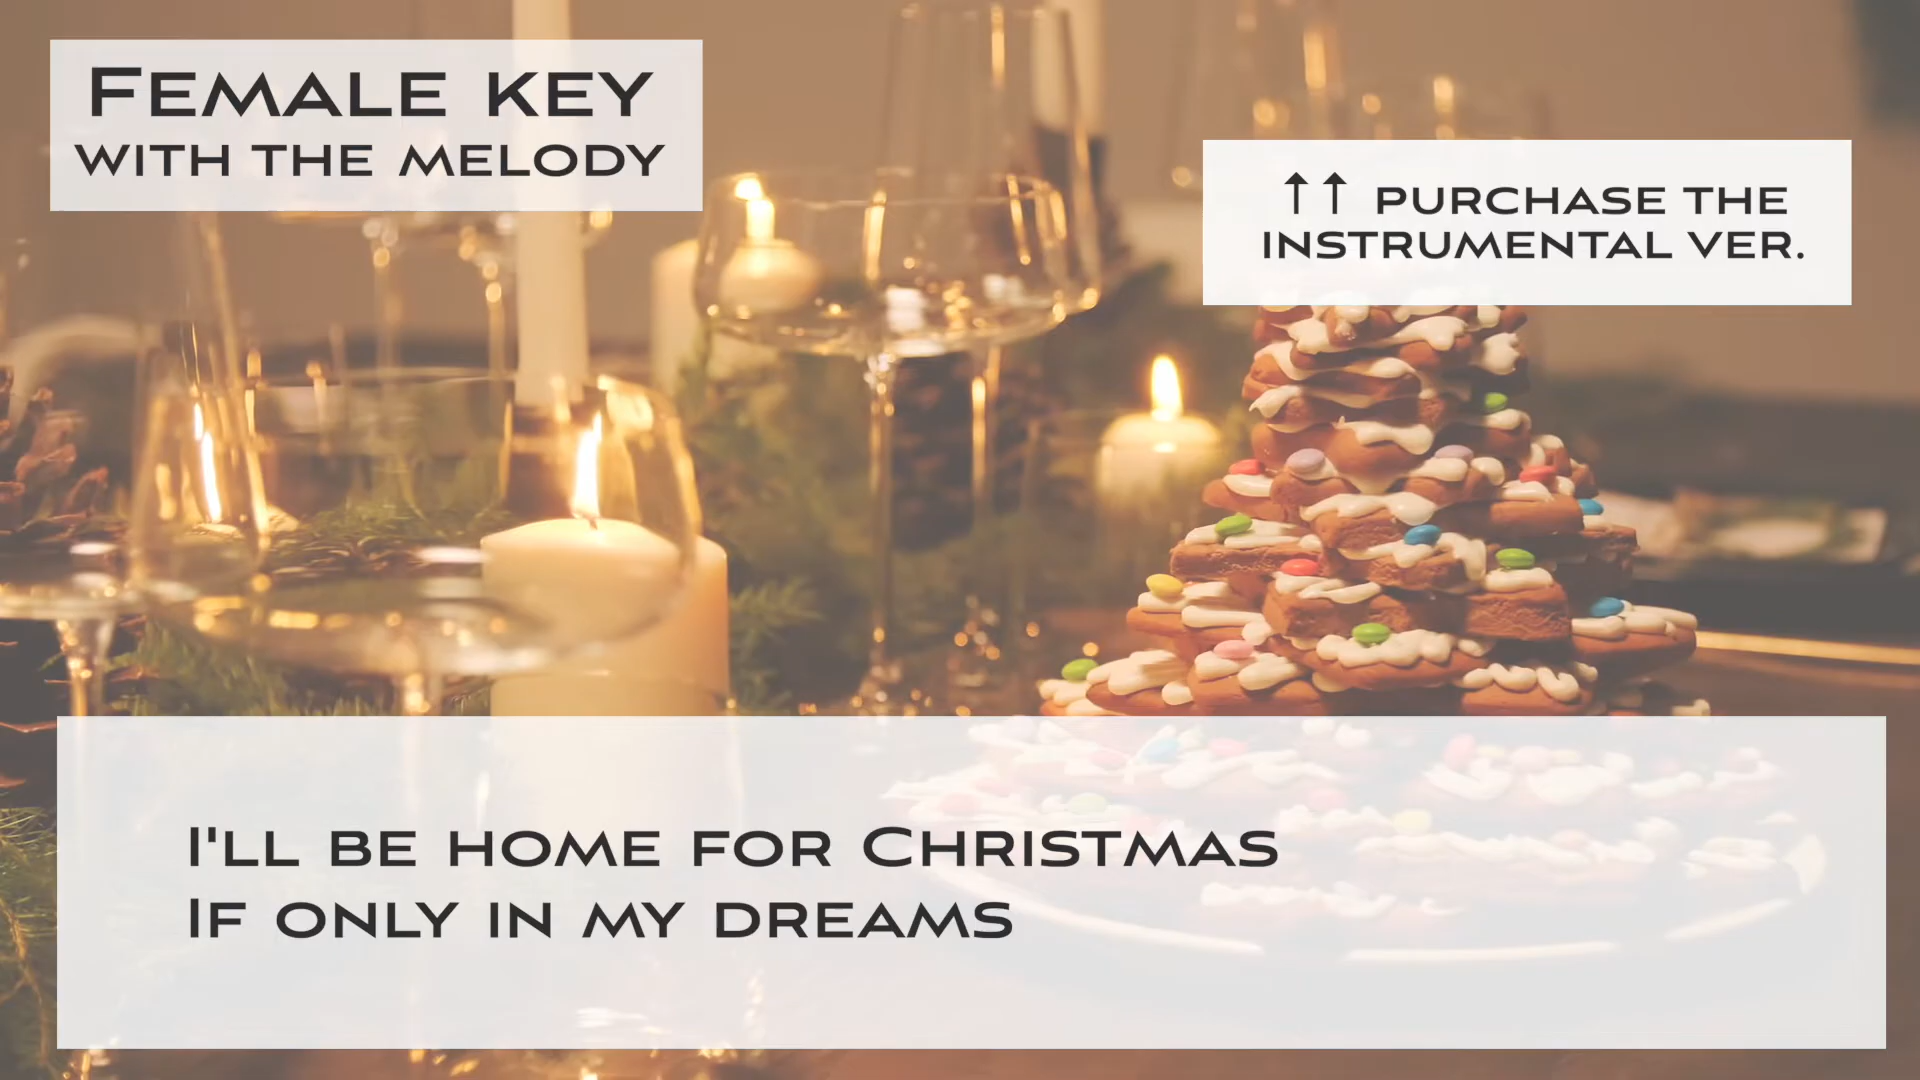 Female key
with the melody
↑↑ purchase the
instrumental ver.
I'll be home for Christmas
If only in my dreams